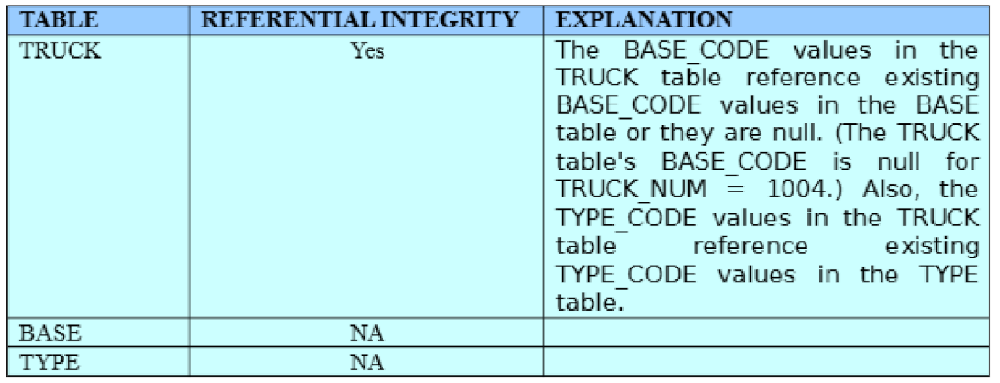 TABLE REFERENTIAL INTEGRITY EXPLANATION
TRUCK Yes The BASE_CODE values in the
TRUCK table reference existing
BASE_CODE values in the BASE
table or they are null. (The TRUCK
table's BASE_CODE is null for
TRUCK_NUM = 1004.) Also, the
TYPE_CODE values in the TRUCK
table reference existing
TYPE_CODE values in the TYPE
table.
BASE NA
TYPE NA